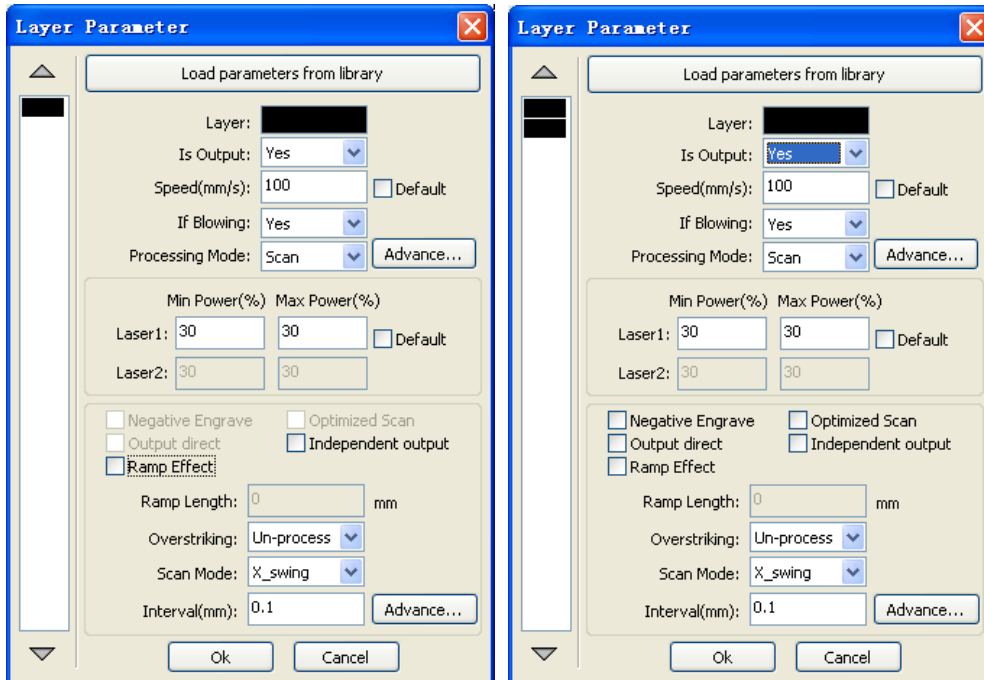 Layer Parameter
Load parameters from library
Layer:
Is Output: Yes
Speed(mm/s): 100 Default
If Blowing: Yes
Processing Mode: Scan Advance...
Min Power(%) Max Power(%)
Laser1: 30 30 Default
Laser2: 30 30
Negative Engrave Optimized Scan
Output direct Independent output
Ramp Effect
Ramp Length: 0 mm
Overstriking: Un-process
Scan Mode: X_swing
Interval(mm): 0.1 Advance...
Ok Cancel
Layer Parameter
Load parameters from library
Layer:
Is Output: Yes
Speed(mm/s): 100 Default
If Blowing: Yes
Processing Mode: Scan Advance...
Min Power(%) Max Power(%)
Laser1: 30 30 Default
Laser2: 30 30
Negative Engrave Optimized Scan
Output direct Independent output
Ramp Effect
Ramp Length: 0 mm
Overstriking: Un-process
Scan Mode: X_swing
Interval(mm): 0.1 Advance...
Ok Cancel